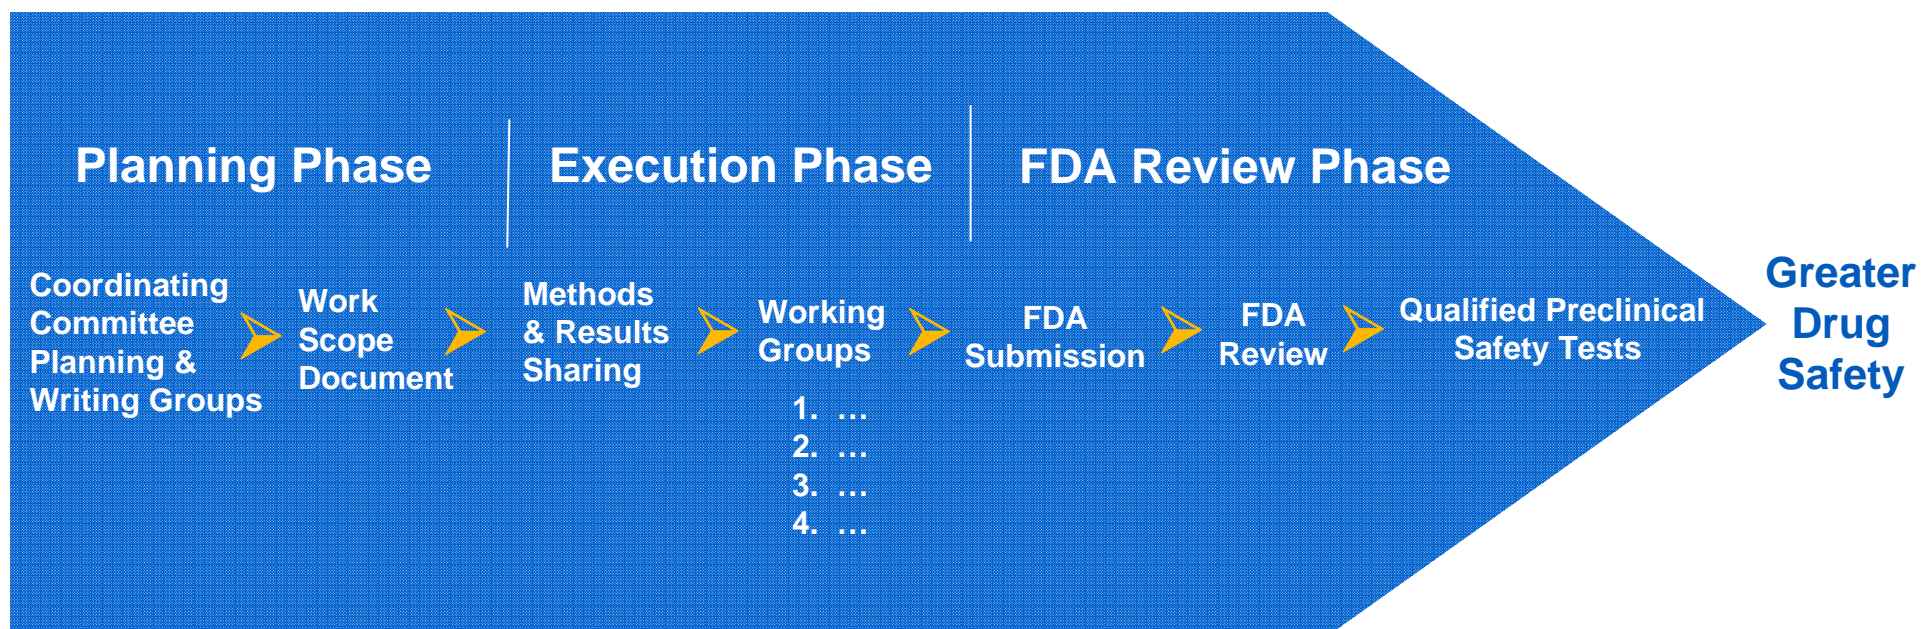 Planning Phase
Execution Phase
FDA Review Phase
Coordinating
Committee
Planning &
Writing Groups
Work
Scope
Document
Methods
& Results
Sharing
Working
Groups
1. ...
2. ...
3. ...
4. ...
FDA
Submission
FDA
Review
Qualified Preclinical
Safety Tests
Greater
Drug
Safety